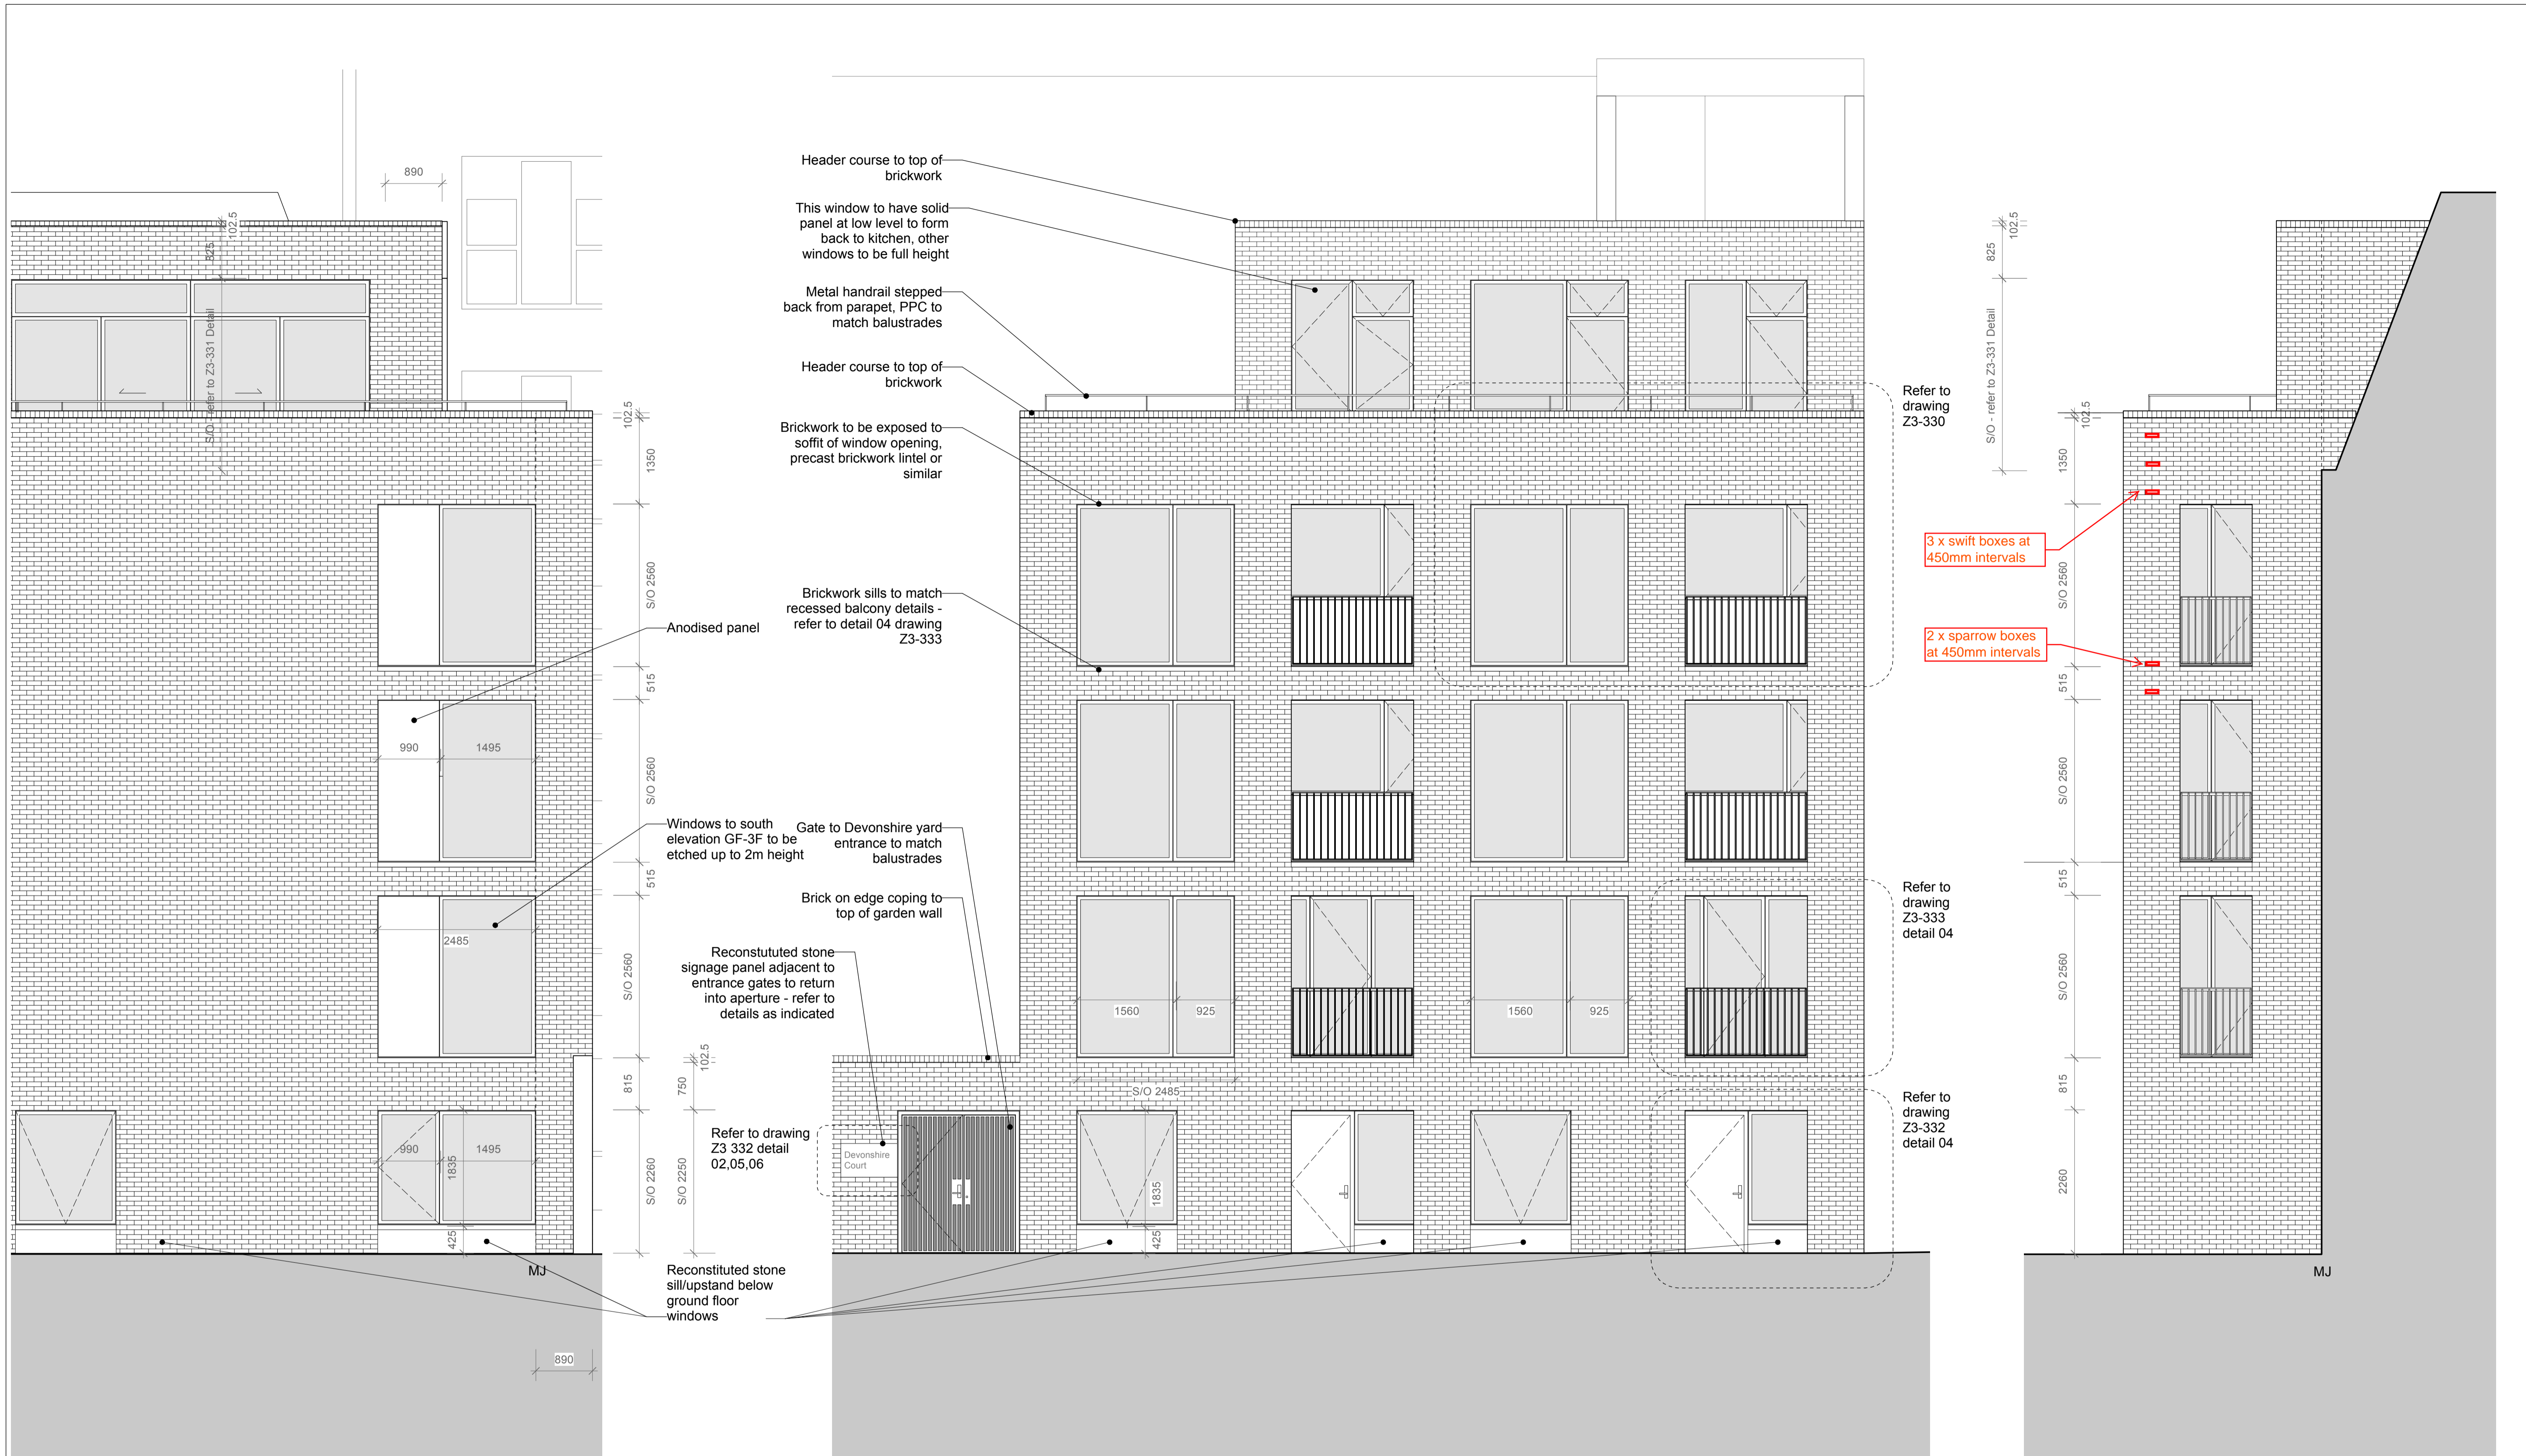 890
102.5
825
S/O - refer to Z3-331 Detail
102.5
1350
S/O 2560
515
S/O 2560
515
S/O 2560
815
S/O 2260
102.5
750
S/O 2250
Anodised panel
990
1495
Windows to south
elevation GF-3F to be
etched up to 2m height
2485
990
1495
1835
425
MJ
890
Reconstituted stone
sill/upstand below
ground floor
windows
Header course to top of
brickwork
This window to have solid
panel at low level to form
back to kitchen, other
windows to be full height
Metal handrail stepped
back from parapet, PPC to
match balustrades
Header course to top of
brickwork
Brickwork to be exposed to
soffit of window opening,
precast brickwork lintel or
similar
Brickwork sills to match
recessed balcony details -
refer to detail 04 drawing
Z3-333
Gate to Devonshire yard
entrance to match
balustrades
Brick on edge coping to
top of garden wall
Reconstututed stone
signage panel adjacent to
entrance gates to return
into aperture - refer to
details as indicated
Refer to drawing
Z3 332 detail
02,05,06
Devonshire
Court
1560
925
1560
925
S/O 2485
1835
425
Refer to
drawing
Z3-330
Refer to
drawing
Z3-333
detail 04
Refer to
drawing
Z3-332
detail 04
102.5
825
S/O - refer to Z3-331 Detail
102.5
1350
S/O 2560
515
S/O 2560
515
S/O 2560
815
2260
3 x swift boxes at
450mm intervals
2 x sparrow boxes
at 450mm intervals
MJ